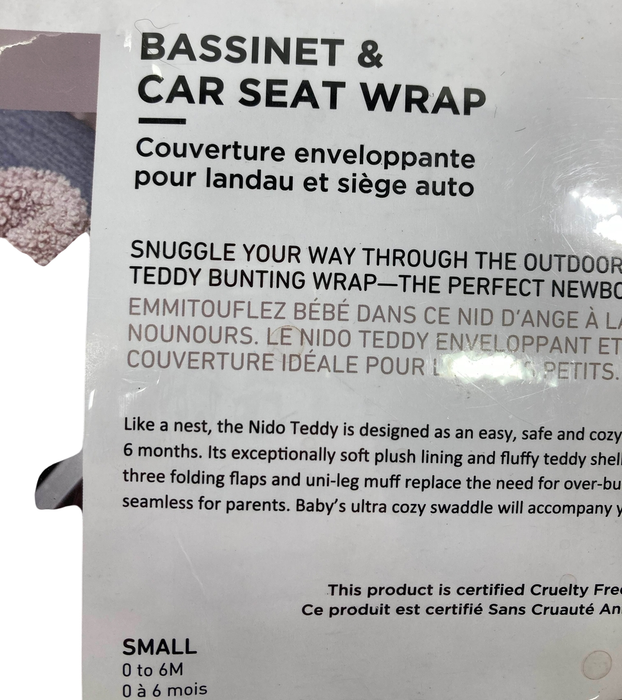 BASSINET &
CAR SEAT WRAP
Couverture enveloppante
pour landau et siège auto
SNUGGLE YOUR WAY THROUGH THE OUTDOOR
TEDDY BUNTING WRAP—THE PERFECT NEWBO
EMMITOUFLEZ BÉBÉ DANS CE NID D'ANGE À LA
NOUNOURS. LE NIDO TEDDY ENVELOPPANT ET
COUVERTURE IDÉALE POUR PETITS.
Like a nest, the Nido Teddy is designed as an easy, safe and cozy
6 months. Its exceptionally soft plush lining and fluffy teddy shel
three folding flaps and uni-leg muff replace the need for over-bu
seamless for parents. Baby's ultra cozy swaddle will accompany y
This product is certified Cruelty Free
Ce produit est certifié Sans Cruauté An
SMALL
0 to 6M
0 à 6 mois